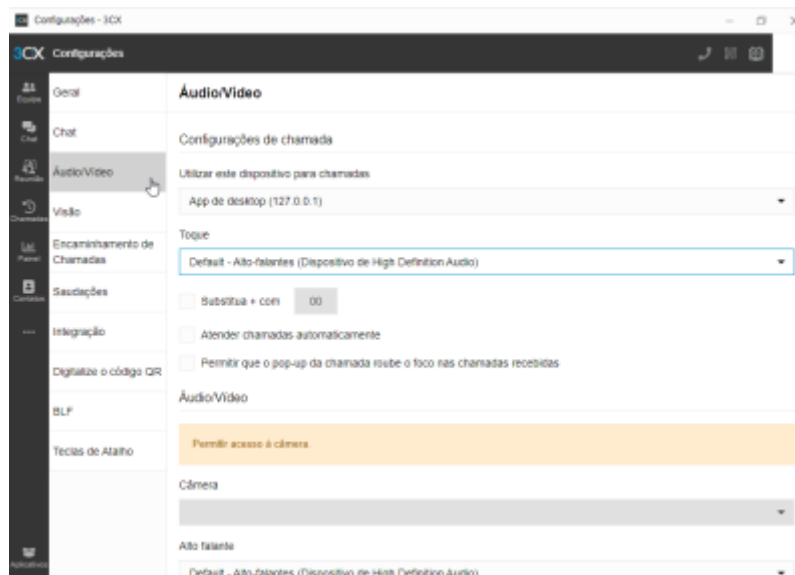 Configurações - 3CX
3CX Configurações
Equipe
Chat
Reunião
Chamadas
Painel
Contatos
Aplicativos
Geral
Chat
Áudio/Vídeo
Visão
Encaminhamento de
Chamadas
Saudações
Integração
Digitalize o código QR
BLF
Teclas de Atalho
Áudio/Vídeo
Configurações de chamada
Utilizar este dispositivo para chamadas
App de desktop (127.0.0.1)
Toque
Default - Alto-falantes (Dispositivo de High Definition Audio)
Substitua + com 00
Atender chamadas automaticamente
Permitir que o pop-up da chamada roube o foco nas chamadas recebidas
Áudio/Vídeo
Permitir acesso à câmera.
Câmera
Alto falante
Default - Alto-falantes (Dispositivo de High Definition Audio)